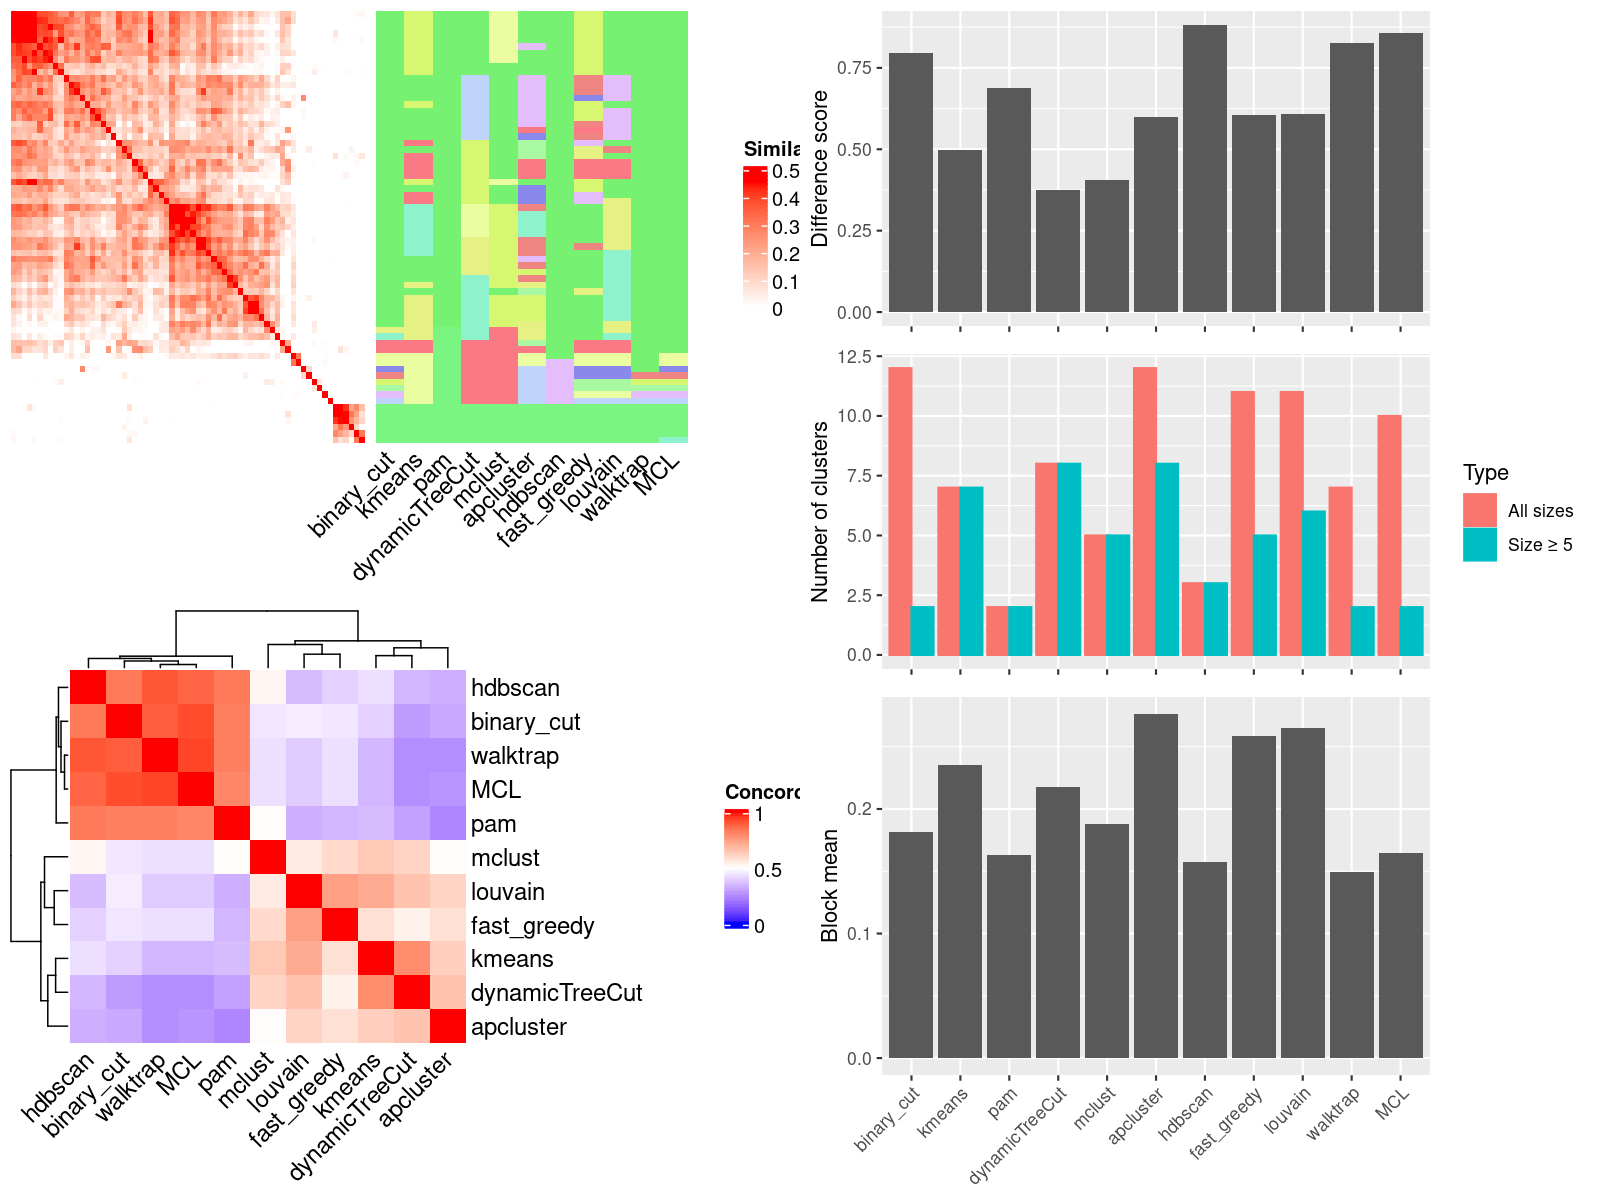 Simila
0.5
0.4
0.3
0.2
0.1
0
binary_cut
kmeans
pam
dynamicTreeCut
mclust
apcluster
hdbscan
fast_greedy
louvain
walktrap
MCL
hdbscan
binary_cut
walktrap
MCL
pam
mclust
louvain
fast_greedy
kmeans
dynamicTreeCut
apcluster
Concord
1
0.5
0
hdbscan
binary_cut
walktrap
MCL
pam
mclust
louvain
fast_greedy
kmeans
dynamicTreeCut
apcluster
Difference score
0.75
0.50
0.25
0.00
Number of clusters
12.5
10.0
7.5
5.0
2.5
0.0
Type
All sizes
Size ≥ 5
Block mean
0.2
0.1
0.0
binary_cut
kmeans
pam
dynamicTreeCut
mclust
apcluster
hdbscan
fast_greedy
louvain
walktrap
MCL